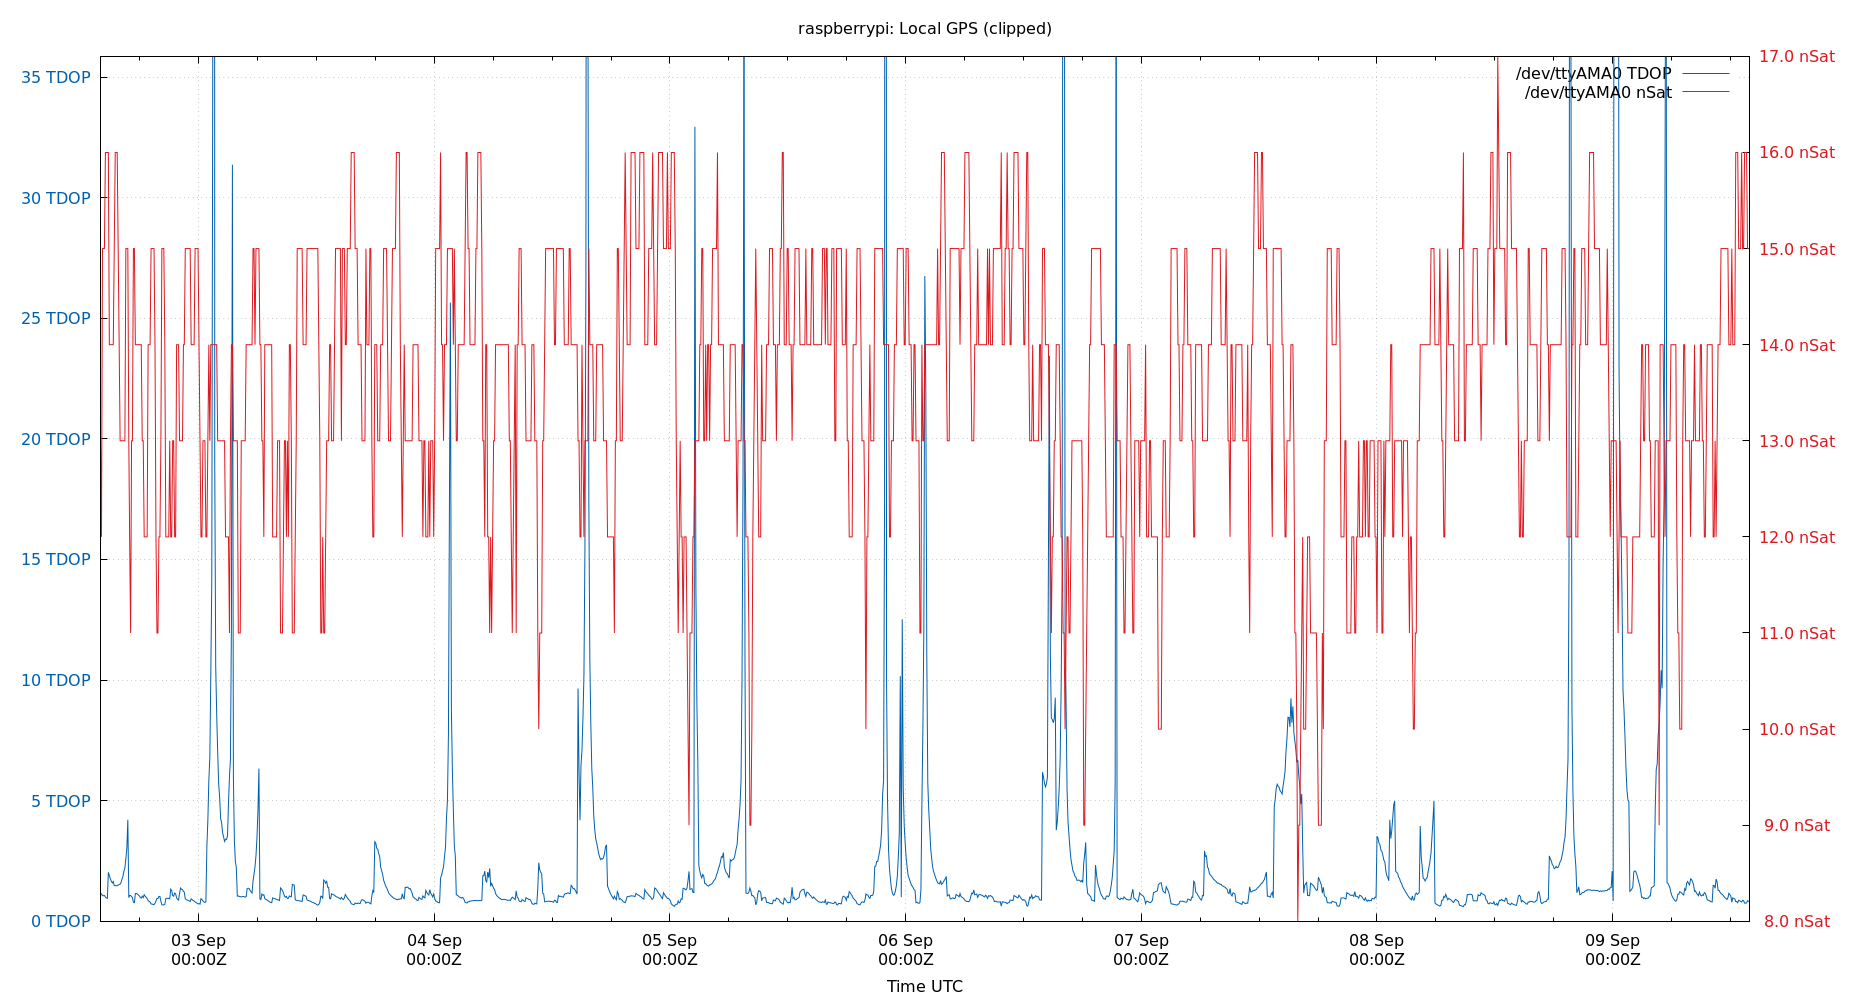 raspberrypi: Local GPS (clipped)
35 TDOP
30 TDOP
25 TDOP
20 TDOP
15 TDOP
10 TDOP
5 TDOP
0 TDOP
/dev/ttyAMA0 TDOP
/dev/ttyAMA0 nSat
17.0 nSat
16.0 nSat
15.0 nSat
14.0 nSat
13.0 nSat
12.0 nSat
11.0 nSat
10.0 nSat
9.0 nSat
8.0 nSat
03 Sep 04 Sep 05 Sep 06 Sep 07 Sep 08 Sep 09 Sep
00:00Z 00:00Z 00:00Z 00:00Z 00:00Z 00:00Z 00:00Z
Time UTC